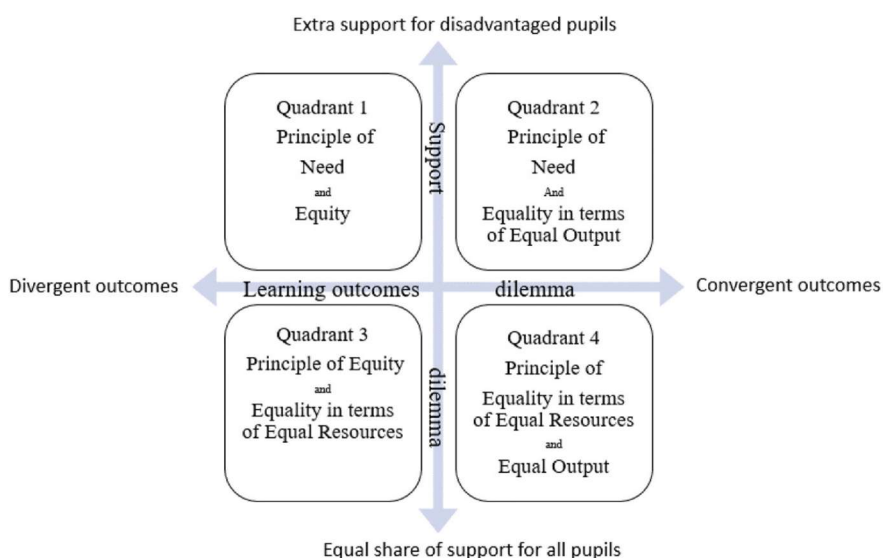 Extra support for disadvantaged pupils
Quadrant 1
Principle of
Need
and
Equity
Support
Quadrant 2
Principle of
Need
And
Equality in terms
of Equal Output
Divergent outcomes
Learning outcomes
dilemma
Convergent outcomes
Quadrant 3
Principle of Equity
and
Equality in terms
of Equal Resources
dilemma
Quadrant 4
Principle of
Equality in terms
of Equal Resources
and
Equal Output
Equal share of support for all pupils